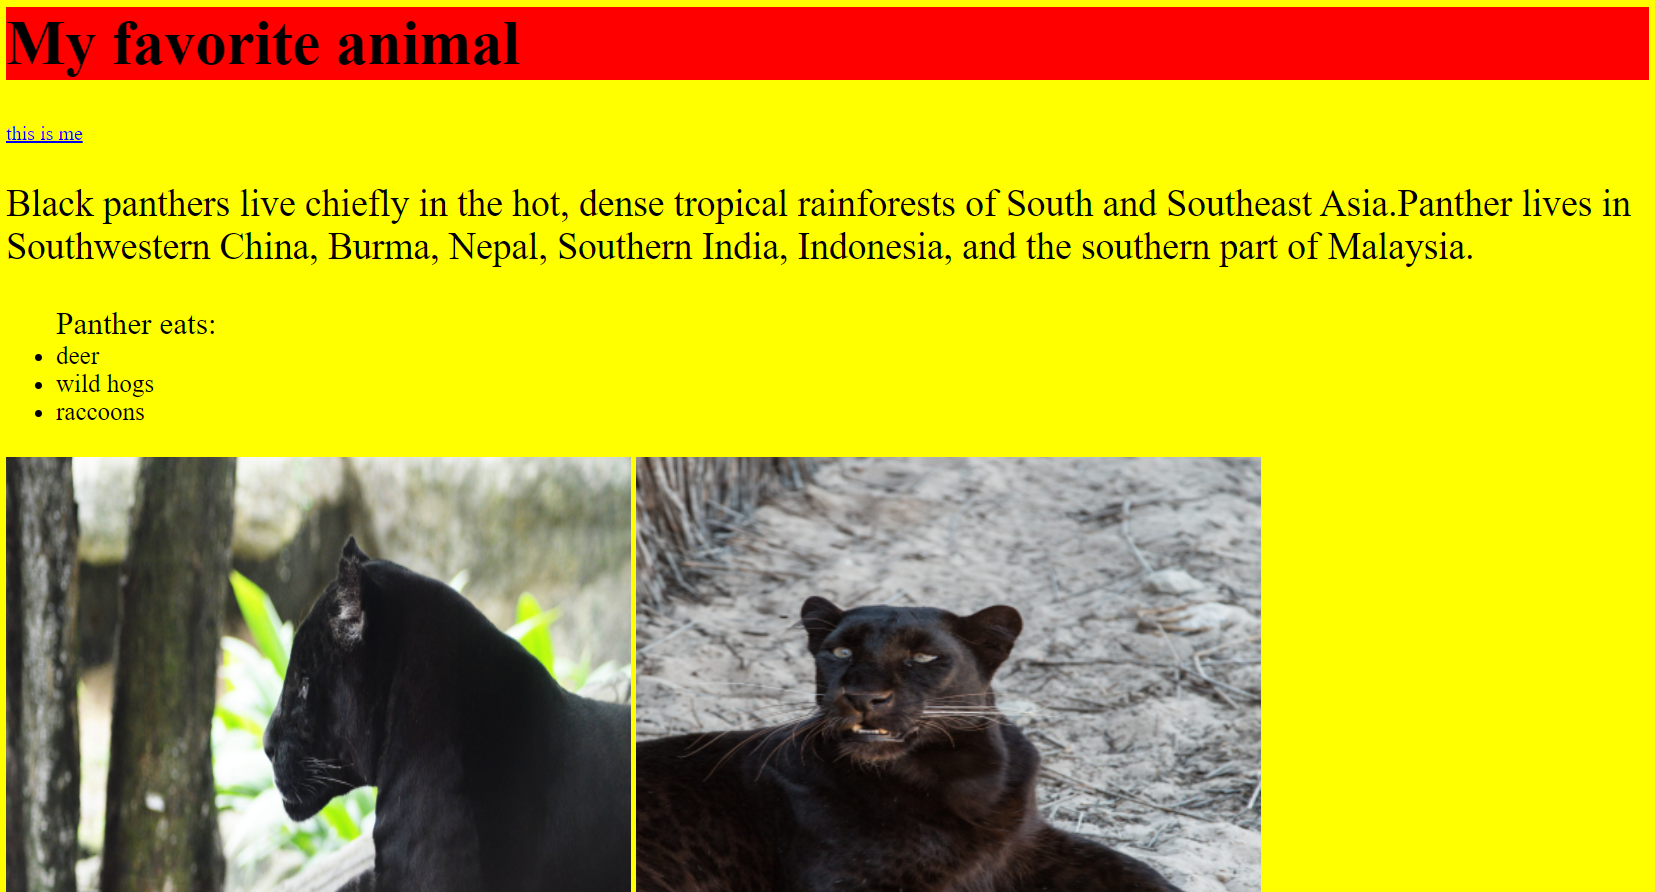 My favorite animal
this is me
Black panthers live chiefly in the hot, dense tropical rainforests of South and Southeast Asia.Panther lives in
Southwestern China, Burma, Nepal, Southern India, Indonesia, and the southern part of Malaysia.
Panther eats:
deer
wild hogs
raccoons